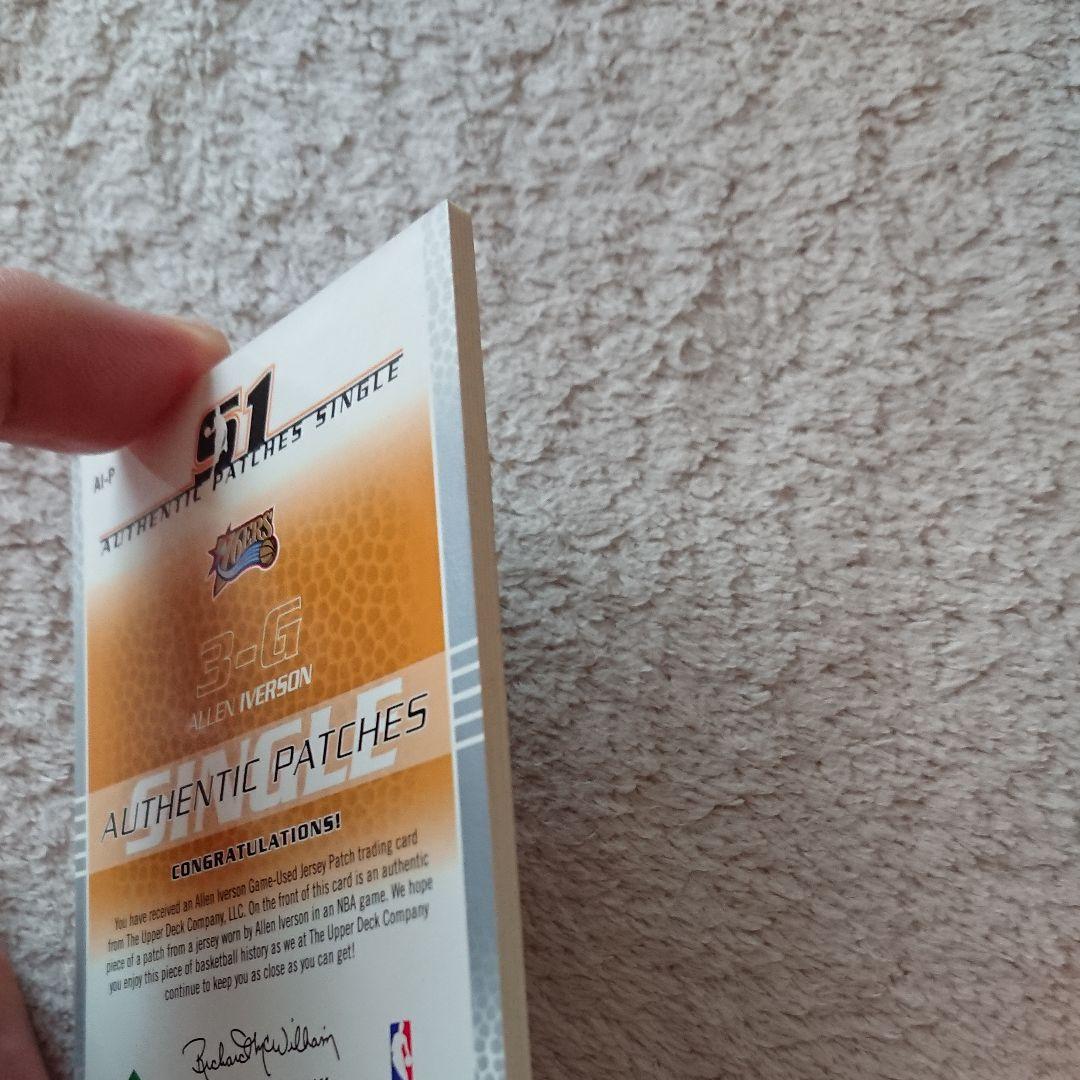 AI-P
AUTHENTIC PATCHES SINGLE
76ERS
3-G
ALLEN IVERSON
SINGLE
AUTHENTIC PATCHES
CONGRATULATIONS!
You have received an Allen Iverson Game-Used Jersey Patch trading card
from The Upper Deck Company, LLC. On the front of this card is an authentic
piece of a patch from a jersey worn by Allen Iverson in an NBA game. We hope
you enjoy this piece of basketball history as we at The Upper Deck Company
continue to keep you as close as you can get!
Richard McWilliam